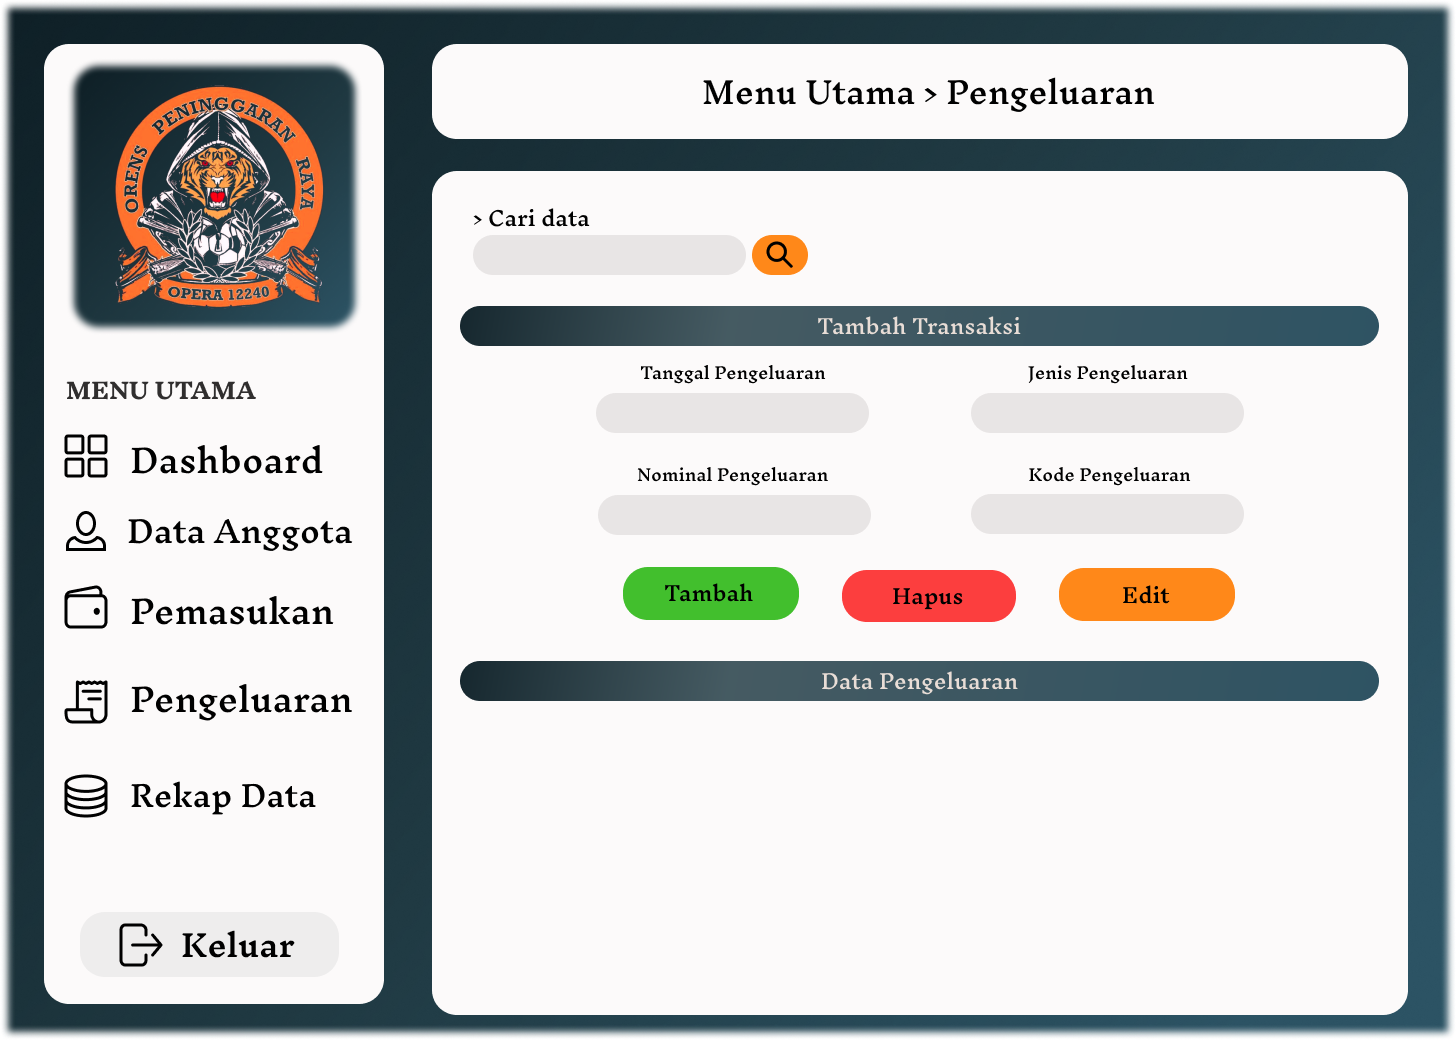 ORENS PENINGGARAN RAYA
OPERA 12240
MENU UTAMA
Dashboard
Data Anggota
Pemasukan
Pengeluaran
Rekap Data
Keluar
Menu Utama > Pengeluaran
> Cari data
Tambah Transaksi
Tanggal Pengeluaran
Jenis Pengeluaran
Nominal Pengeluaran
Kode Pengeluaran
Tambah
Hapus
Edit
Data Pengeluaran